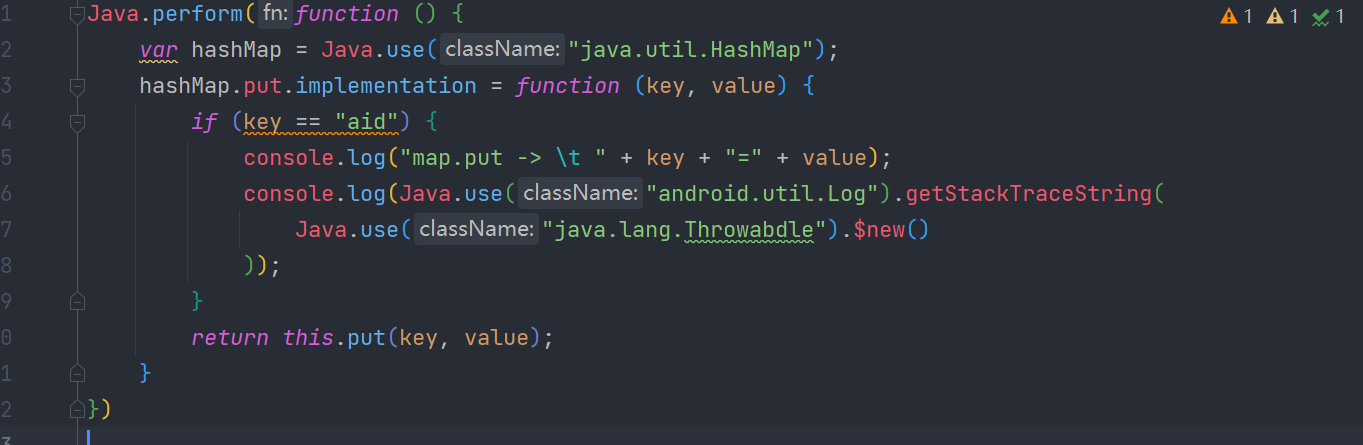 1 Java.perform( fn: function () {
2 var hashMap = Java.use( className: "java.util.HashMap");
3 hashMap.put.implementation = function (key, value) {
4 if (key == "aid") {
5 console.log("map.put -> \t " + key + "=" + value);
6 console.log(Java.use( className: "android.util.Log").getStackTraceString(
7 Java.use( className: "java.lang.Throwabdle").$new()
8 ));
9 }
0 return this.put(key, value);
1 }
2 })
3
1 1 1